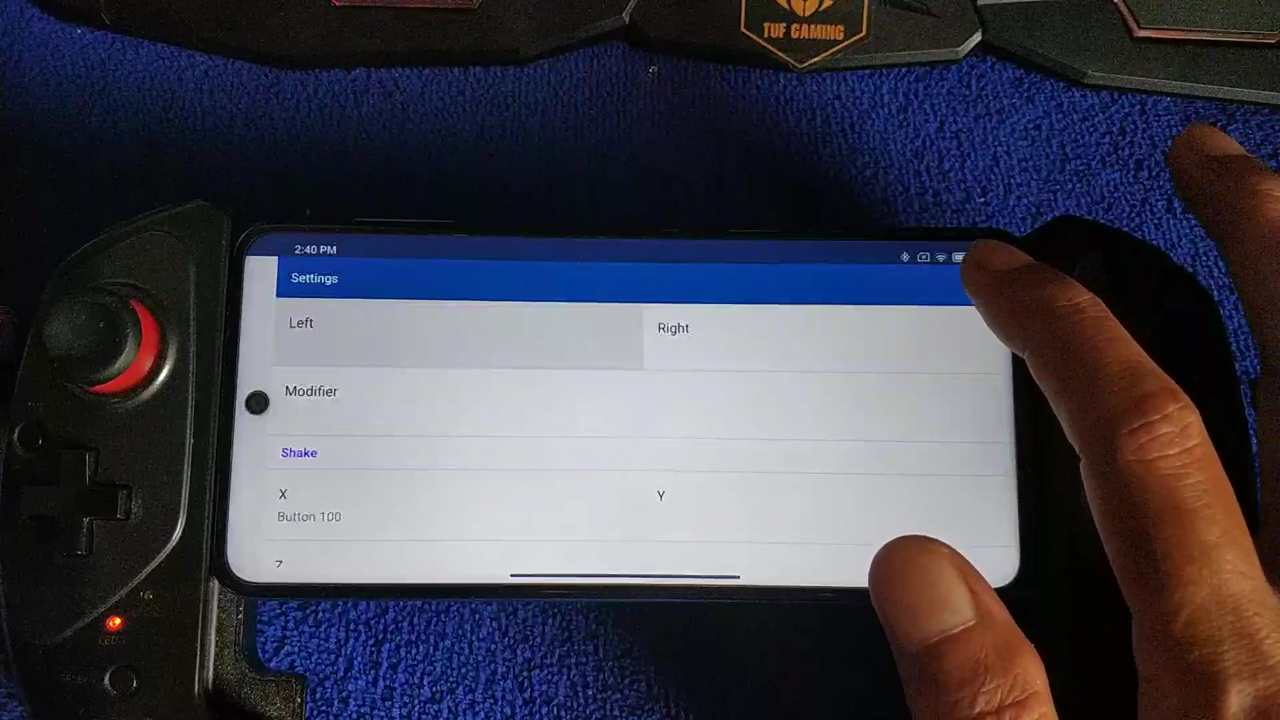 TUF GAMING
2:40 PM
Settings
Left
Right
Modifier
Shake
X
Y
Button 100
Z